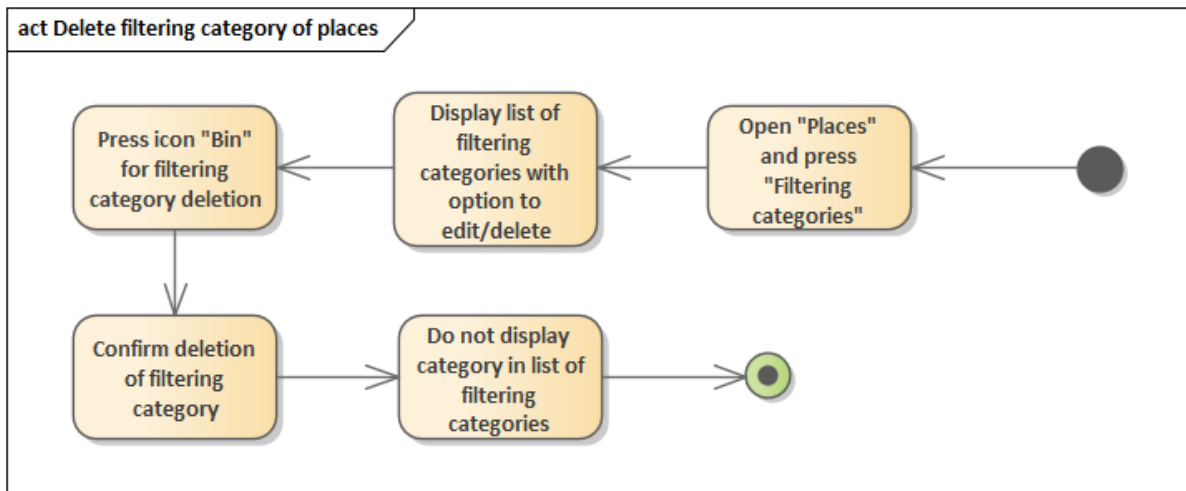 act Delete filtering category of places
Press icon "Bin"
for filtering
category deletion
Display list of
filtering
categories with
option to
edit/delete
Open "Places"
and press
"Filtering
categories"
Confirm deletion
of filtering
category
Do not display
category in list of
filtering
categories